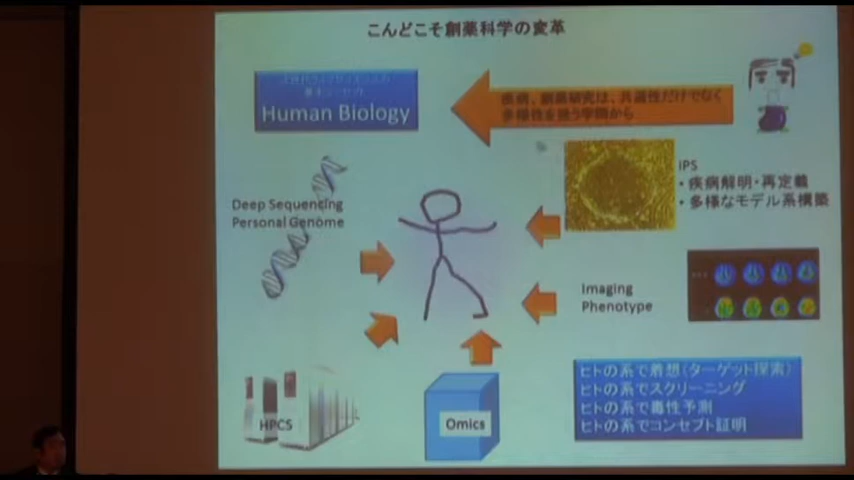 こんどこそ創薬科学の変革
Human Biology
疾病、創薬研究は、共通性だけでなく
多様性を扱う学問から
Deep Sequencing
Personal Genome
iPS
・疾病解明・再定義
・多様なモデル系構築
Imaging
Phenotype
HPCS
Omics
ヒトの系で着想（ターゲット探索）
ヒトの系でスクリーニング
ヒトの系で毒性予測
ヒトの系でコンセプト証明